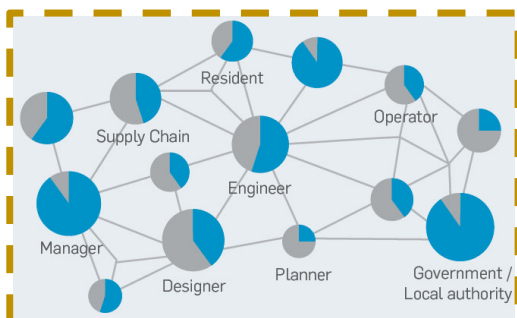 Resident
Supply Chain
Operator
Engineer
Manager
Designer
Planner
Government /
Local authority